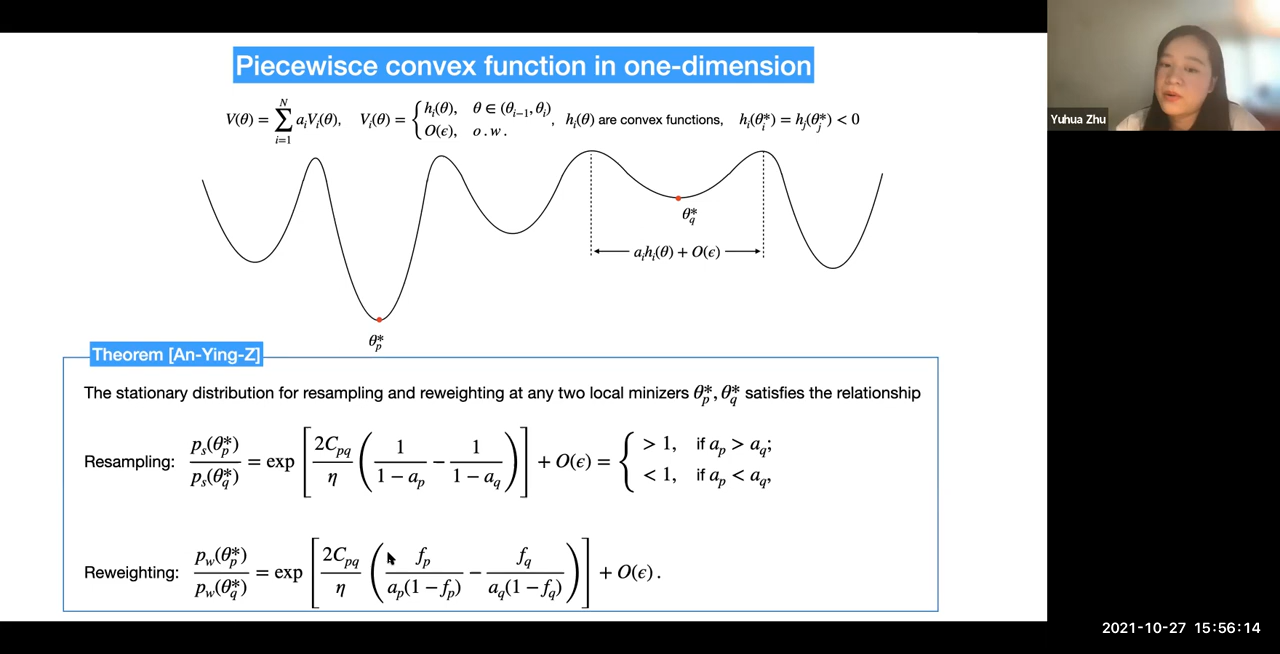 Piecewisce convex function in one-dimension
V(θ) = ∑_{i=1}^{N} a_i V_i(θ), V_i(θ) = { h_i(θ), θ ∈ (θ_{i−1}, θ_i) ; O(ϵ), o.w. , h_i(θ) are convex functions, h_i(θ_i^*) = h_j(θ_j^*) < 0
θ_q^*
a_i h_i(θ) + O(ϵ)
θ_p^*
Theorem [An-Ying-Z]
The stationary distribution for resampling and reweighting at any two local minizers θ_p^*, θ_q^* satisfies the relationship
Resampling: p_s(θ_p^*) / p_s(θ_q^*) = exp [ 2C_{pq} / η ( 1 / (1 − a_p) − 1 / (1 − a_q) ) ] + O(ϵ) = { > 1, if a_p > a_q; < 1, if a_p < a_q,
Reweighting: p_w(θ_p^*) / p_w(θ_q^*) = exp [ 2C_{pq} / η ( f_p / (a_p(1 − f_p)) − f_q / (a_q(1 − f_q)) ) ] + O(ϵ).
Yuhua Zhu
2021-10-27 15:56:14